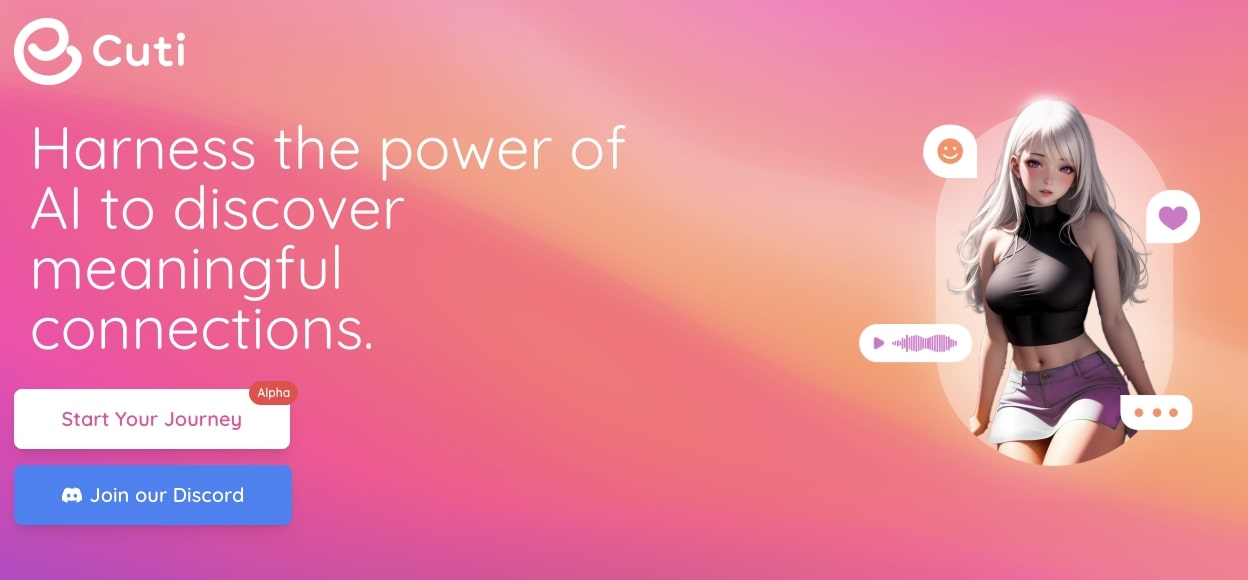 Cuti
Harness the power of
AI to discover
meaningful
connections.
Alpha
Start Your Journey
Join our Discord